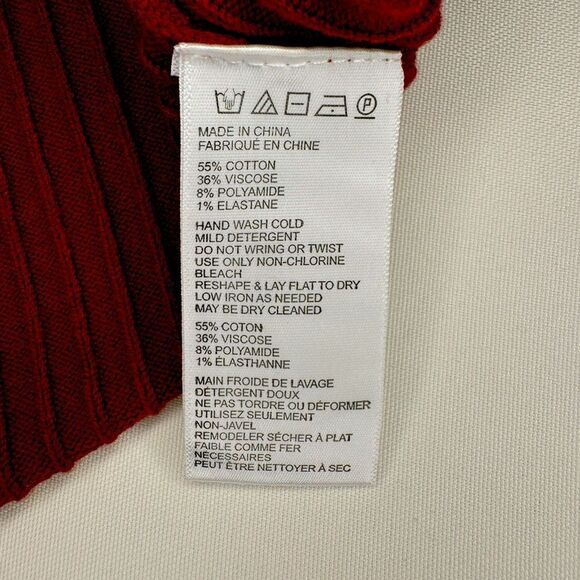 P
MADE IN CHINA
FABRIQUÉ EN CHINE
55% COTTON
36% VISCOSE
8% POLYAMIDE
1% ELASTANE
HAND WASH COLD
MILD DETERGENT
DO NOT WRING OR TWIST
USE ONLY NON-CHLORINE
BLEACH
RESHAPE & LAY FLAT TO DRY
LOW IRON AS NEEDED
MAY BE DRY CLEANED
55% COTON
36% VISCOSE
8% POLYAMIDE
1% ÉLASTHANNE
MAIN FROIDE DE LAVAGE
DÉTERGENT DOUX
NE PAS TORDRE OU DÉFORMER
UTILISEZ SEULEMENT
NON-JAVEL
REMODELER SÉCHER À PLAT
FAIBLE COMME FER
NÉCESSAIRES
PEUT ÊTRE NETTOYER À SEC